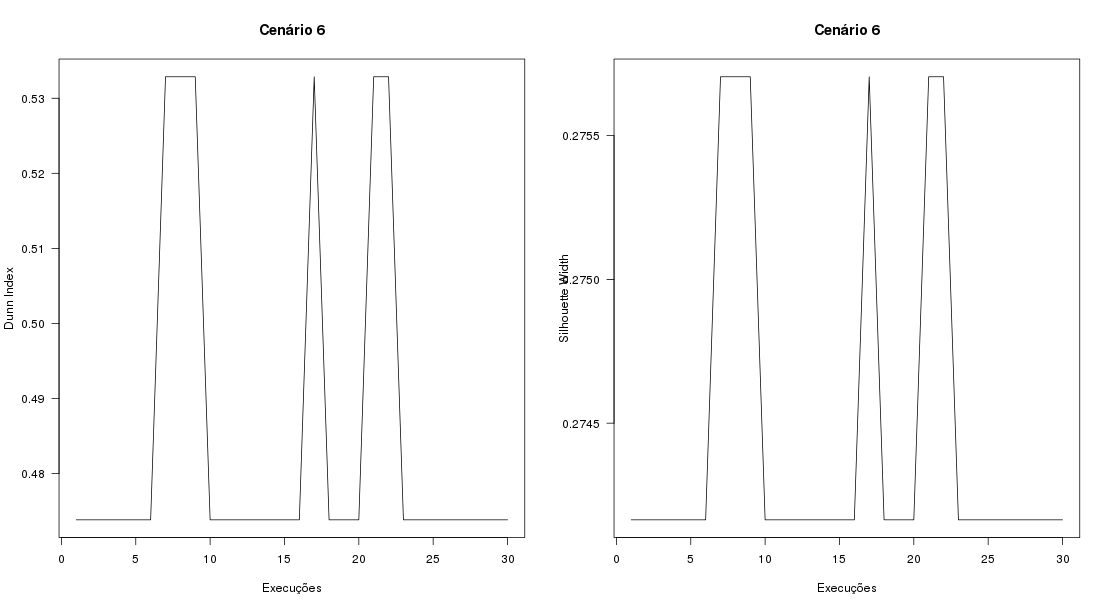 Cenário 6
Dunn Index
0.53
0.52
0.51
0.50
0.49
0.48
0 5 10 15 20 25 30
Execuções
Cenário 6
Silhouette Width
0.2755
0.2750
0.2745
0 5 10 15 20 25 30
Execuções